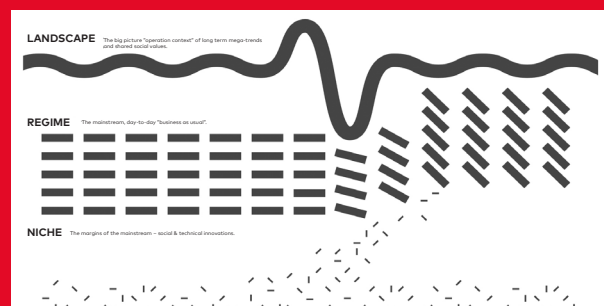 LANDSCAPE The big picture "operation context" of long term mega-trends
and shared social values.
REGIME The mainstream, day-to-day "business as usual".
NICHE The margins of the mainstream – social & technical innovations.